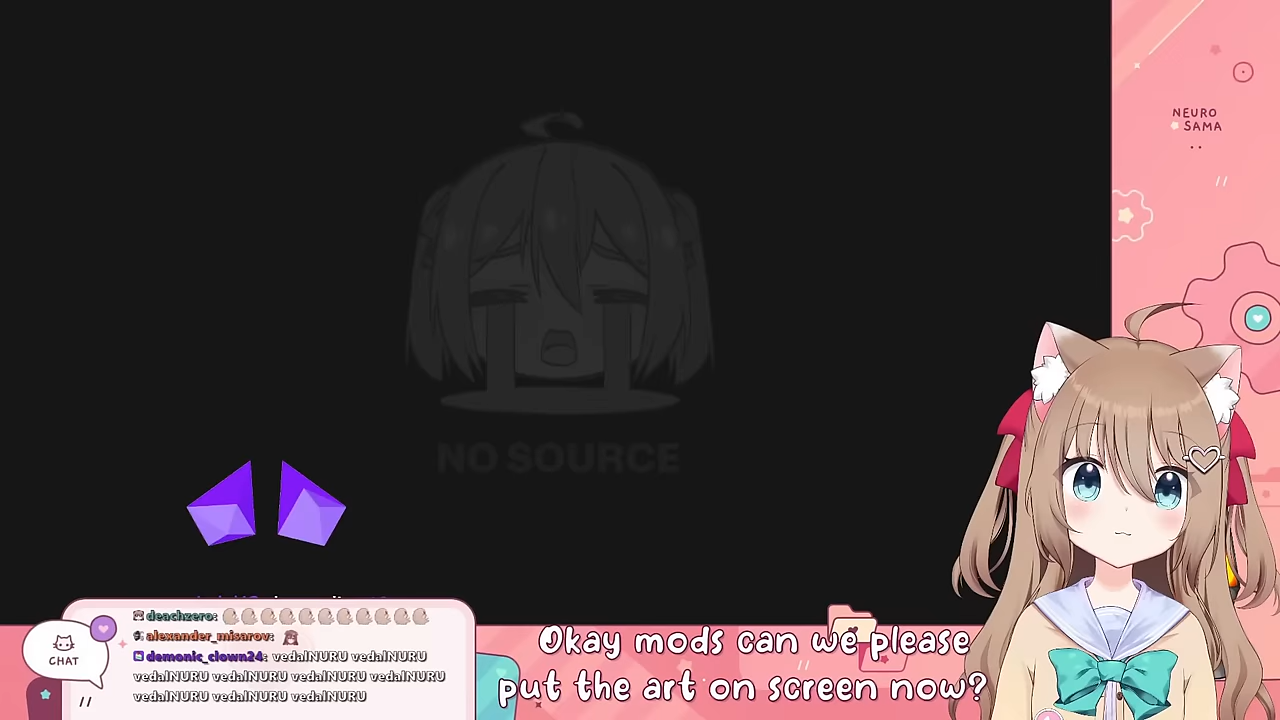 NEURO
SAMA
NO SOURCE
CHAT
deachzero:
alexander_misarov:
demonic_clown24: vedalNURU vedalNURU
vedalNURU vedalNURU vedalNURU vedalNURU
vedalNURU vedalNURU vedalNURU
Okay mods can we please
put the art on screen now?